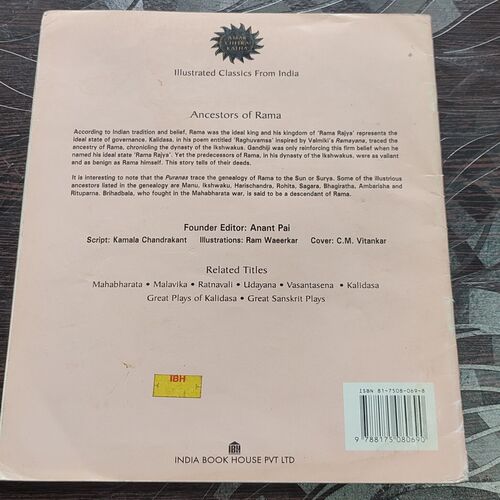 AMAR
CHITRA
KATHA
Illustrated Classics From India
Ancestors of Rama
According to Indian tradition and belief, Rama was the ideal king and his kingdom of 'Rama Rajya' represents the
ideal state of governance. Kalidasa, in his poem entitled 'Raghuvamsa' inspired by Valmiki's Ramayana, traced the
ancestry of Rama, chronicling the dynasty of the Ikshwakus. Gandhiji was only reinforcing this firm belief when he
named his ideal state 'Rama Rajya'. Yet the predecessors of Rama, in his dynasty of the Ikshwakus, were as valiant
and as benign as Rama himself. This story tells of their deeds.
It is interesting to note that the Puranas trace the genealogy of Rama to the Sun or Surya. Some of the illustrious
ancestors listed in the genealogy are Manu, Ikshwaku, Harischandra, Rohita, Sagara, Bhagiratha, Ambarisha and
Rituparna. Brihadbala, who fought in the Mahabharata war, is said to be a descendant of Rama.
Founder Editor: Anant Pai
Script: Kamala Chandrakant Illustrations: Ram Waeerkar Cover: C.M. Vitankar
Related Titles
Mahabharata • Malavika • Ratnavali • Udayana • Vasantasena • Kalidasa
Great Plays of Kalidasa • Great Sanskrit Plays
IBH
ISBN 81-7508-069-8
9 788175 080690
IBH
INDIA BOOK HOUSE PVT LTD